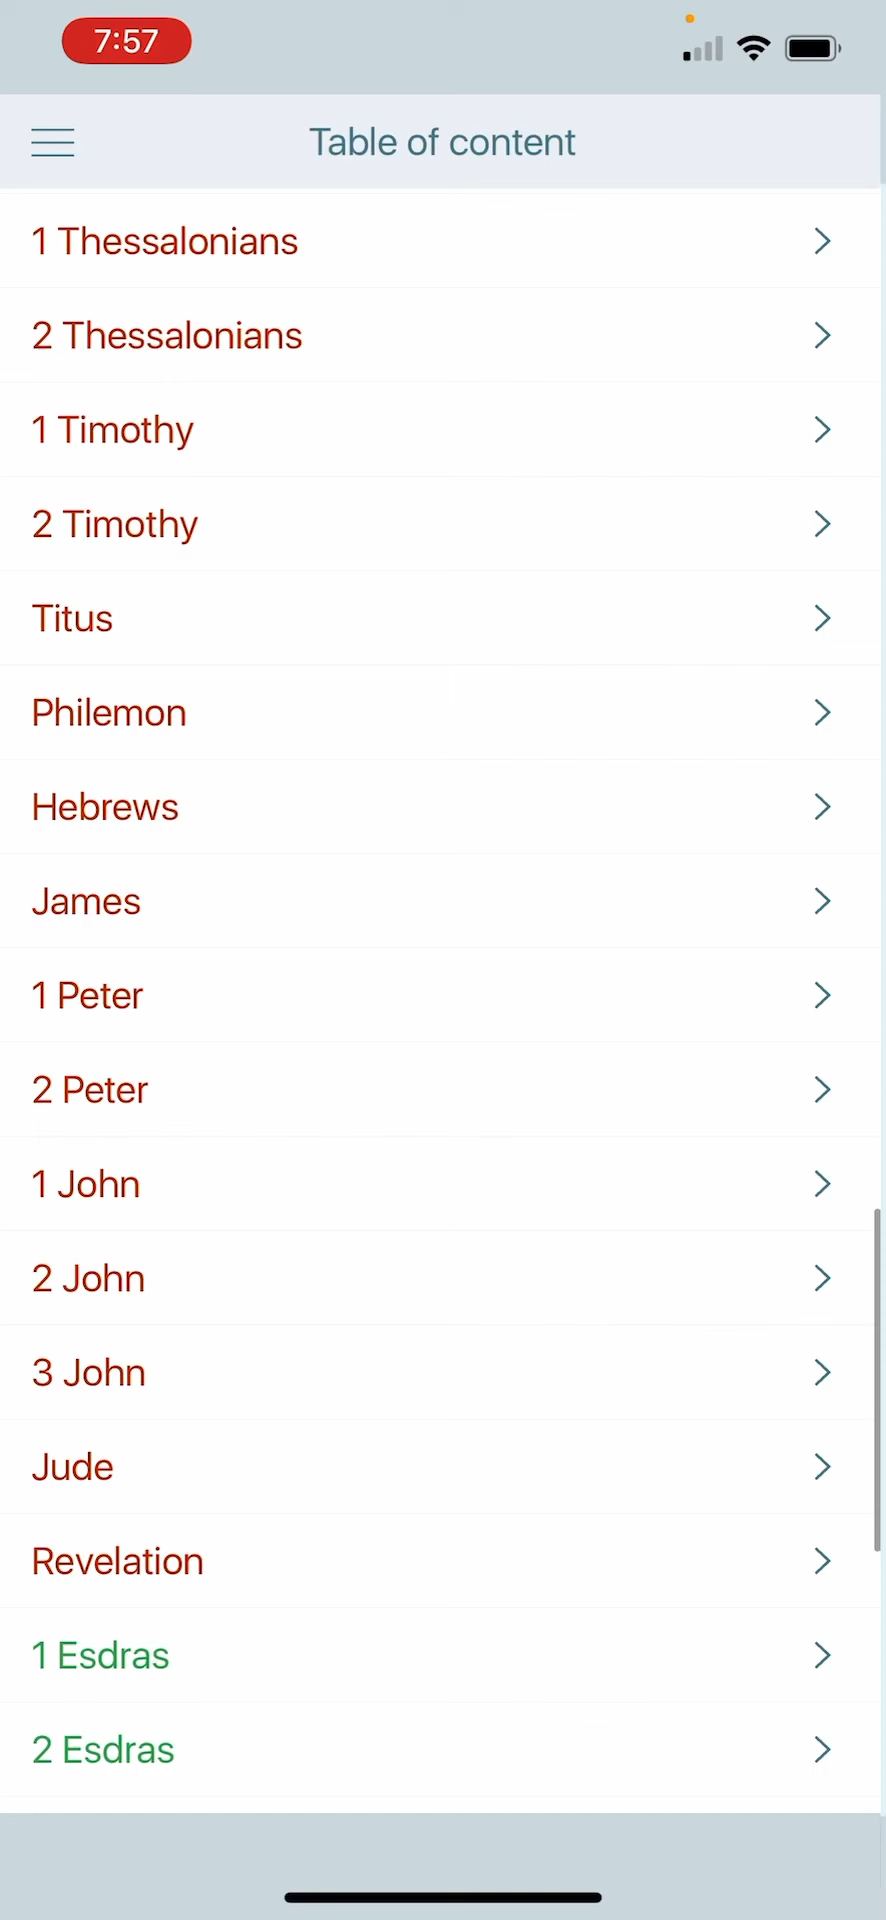 7:57
Table of content
1 Thessalonians
2 Thessalonians
1 Timothy
2 Timothy
Titus
Philemon
Hebrews
James
1 Peter
2 Peter
1 John
2 John
3 John
Jude
Revelation
1 Esdras
2 Esdras